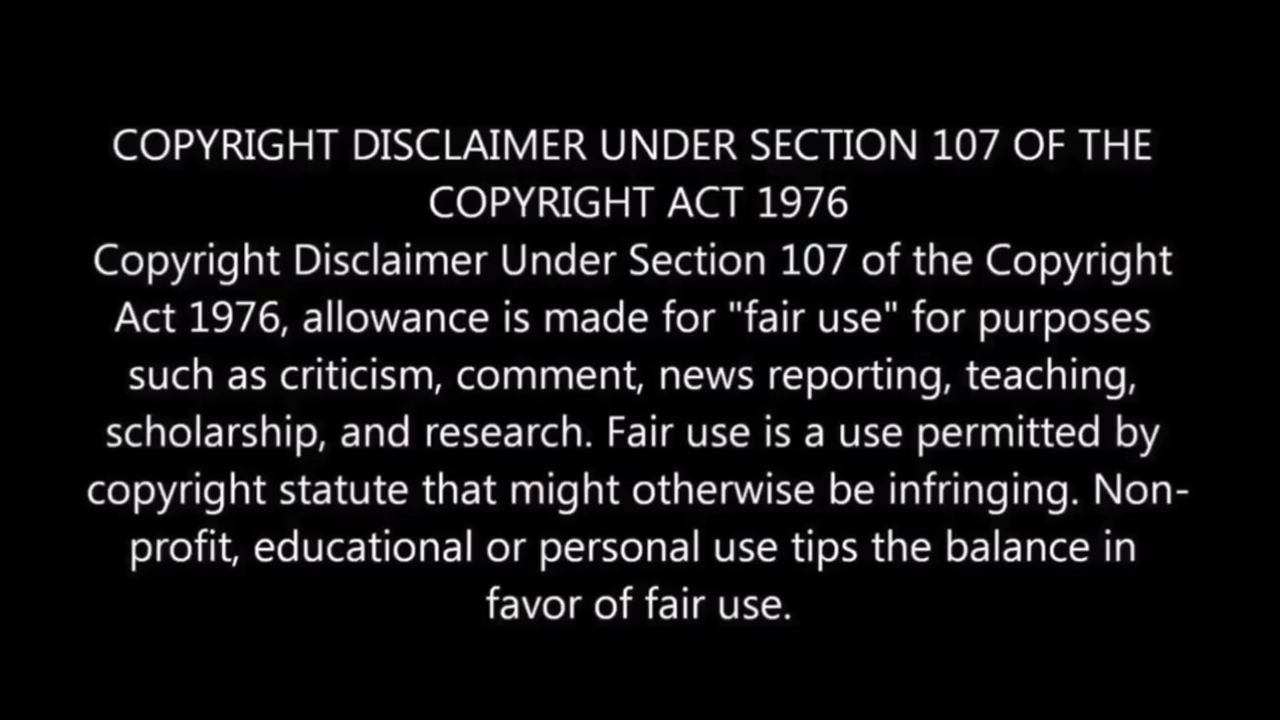 COPYRIGHT DISCLAIMER UNDER SECTION 107 OF THE
COPYRIGHT ACT 1976
Copyright Disclaimer Under Section 107 of the Copyright
Act 1976, allowance is made for "fair use" for purposes
such as criticism, comment, news reporting, teaching,
scholarship, and research. Fair use is a use permitted by
copyright statute that might otherwise be infringing. Non-
profit, educational or personal use tips the balance in
favor of fair use.